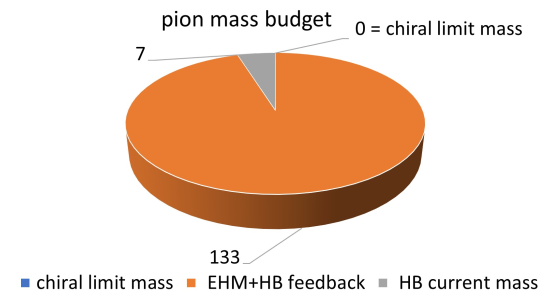 pion mass budget
0 = chiral limit mass
7
133
chiral limit mass EHM+HB feedback HB current mass